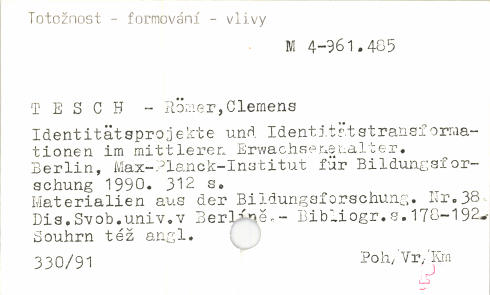 Totožnost - formování - vlivy
M 4-961.485
T E S C H - Römer,Clemens
Identitätsprojekte und Identitätstransforma-
tionen im mittleren Erwachsenenalter.
Berlin, Max-Planck-Institut für Bildungsfor-
schung 1990. 312 s.
Materialien aus der Bildungsforschung. Nr.38.
Dis.Svob.univ.v Berlíně.- Bibliogr.s.178-192.
Souhrn též angl.
330/91 Poh/Vr/Km